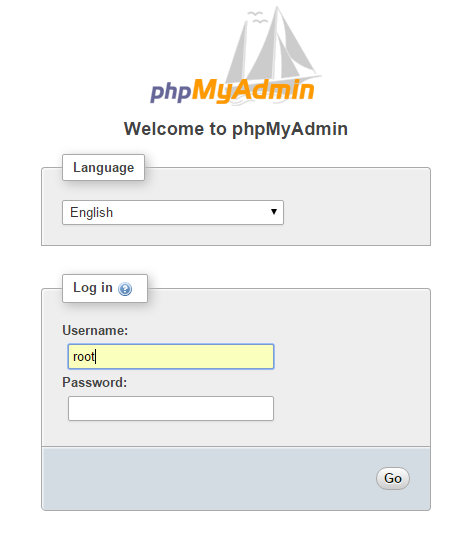 phpMyAdmin
Welcome to phpMyAdmin
Language
English
Log in
Username:
root
Password:
Go